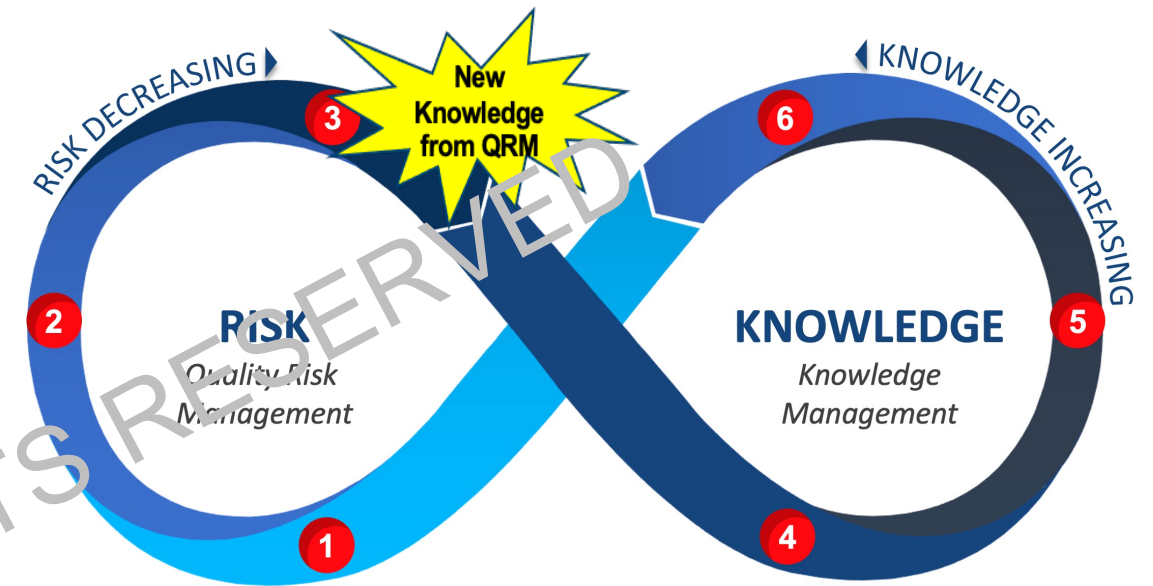 RISK DECREASING
New
Knowledge
from QRM
KNOWLEDGE INCREASING
3
6
2
RISK
Quality Risk
Management
KNOWLEDGE
Knowledge
Management
5
1
4
TS RESERVED